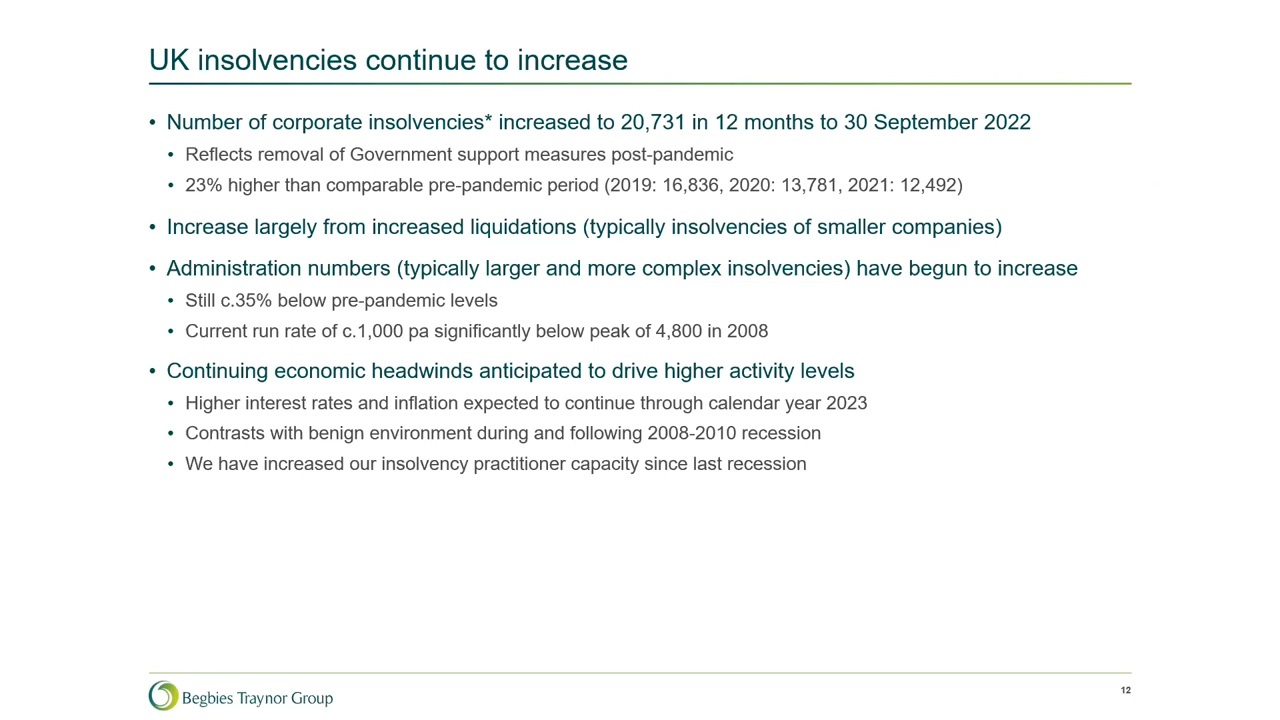 UK insolvencies continue to increase
• Number of corporate insolvencies* increased to 20,731 in 12 months to 30 September 2022
• Reflects removal of Government support measures post-pandemic
• 23% higher than comparable pre-pandemic period (2019: 16,836, 2020: 13,781, 2021: 12,492)
• Increase largely from increased liquidations (typically insolvencies of smaller companies)
• Administration numbers (typically larger and more complex insolvencies) have begun to increase
• Still c.35% below pre-pandemic levels
• Current run rate of c.1,000 pa significantly below peak of 4,800 in 2008
• Continuing economic headwinds anticipated to drive higher activity levels
• Higher interest rates and inflation expected to continue through calendar year 2023
• Contrasts with benign environment during and following 2008-2010 recession
• We have increased our insolvency practitioner capacity since last recession
Begbies Traynor Group
12